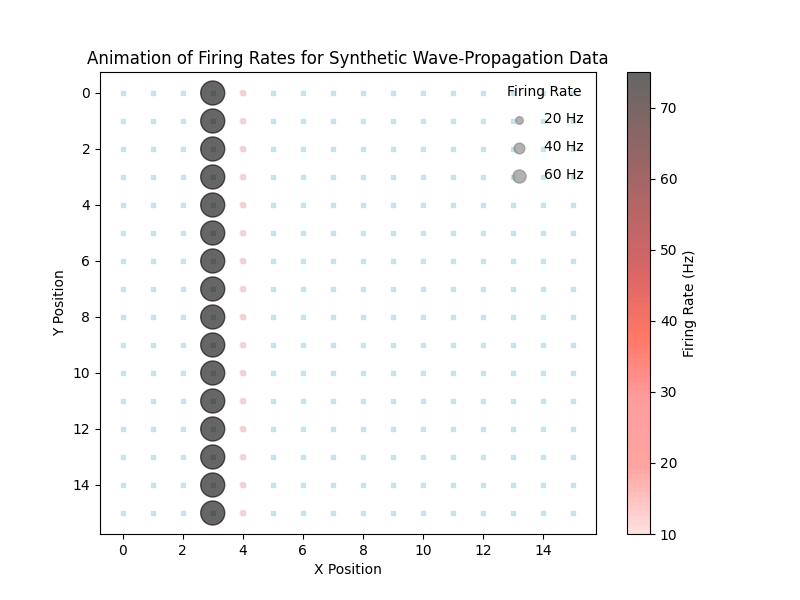 Animation of Firing Rates for Synthetic Wave-Propagation Data
Firing Rate
20 Hz
40 Hz
60 Hz
0
2
4
6
8
10
12
14
Y Position
0 2 4 6 8 10 12 14
X Position
70
60
50
40
30
20
10
Firing Rate (Hz)